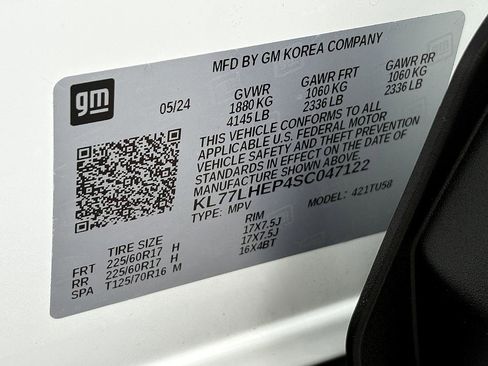 gm
MFD BY GM KOREA COMPANY
05/24
GVWR GAWR FRT GAWR RR
1880 KG 1060 KG 1060 KG
4145 LB 2336 LB 2336 LB
THIS VEHICLE CONFORMS TO ALL
APPLICABLE U.S. FEDERAL MOTOR
VEHICLE SAFETY AND THEFT PREVENTION
STANDARDS IN EFFECT ON THE DATE OF
MANUFACTURE SHOWN ABOVE.
KL77LHEP4SC047122
TYPE: MPV MODEL: 421TU58
TIRE SIZE RIM
FRT 225/60R17 H 17X7.5J
RR 225/60R17 H 17X7.5J
SPA T125/70R16 M 16X4BT